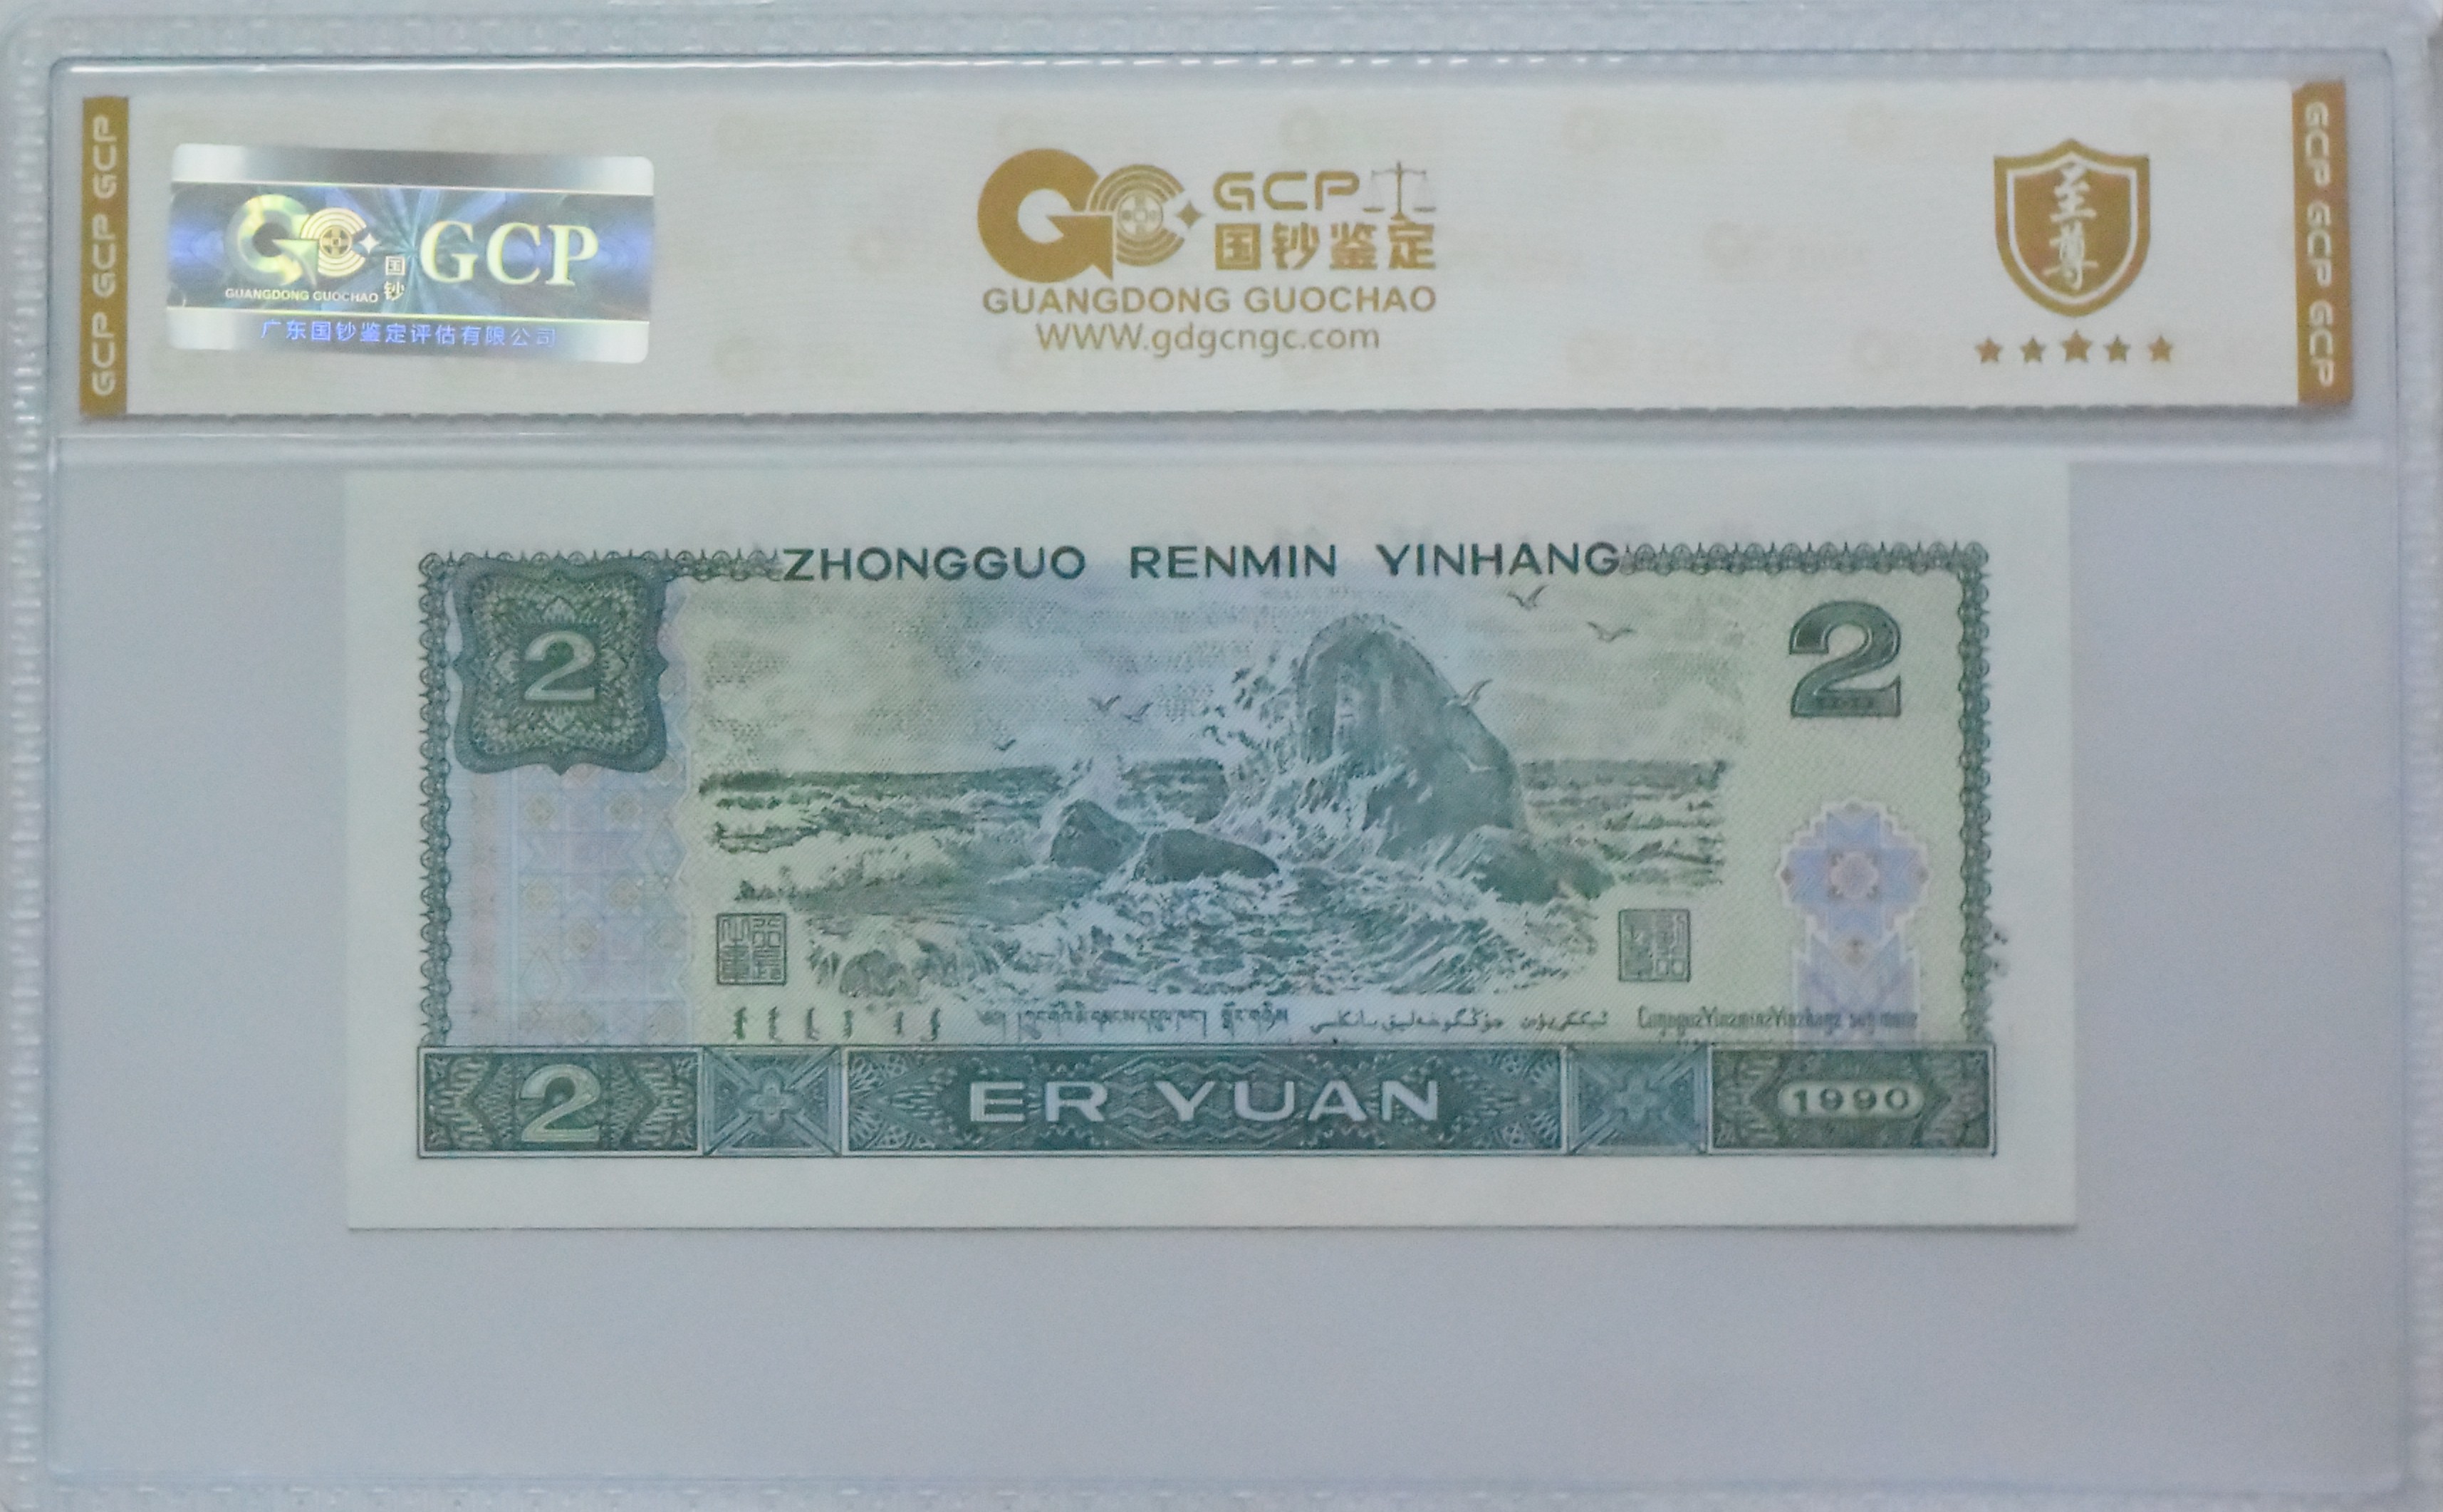 GCP GCP GCP
国钞
GCP
GUANGDONG GUOCHAO
广东国钞鉴定评估有限公司
GCP
国钞鉴定
GUANGDONG GUOCHAO
WWW.gdgcngc.com
至尊
GCP GCP GCP
ZHONGGUO RENMIN YINHANG
2
2
2
ER YUAN
1990